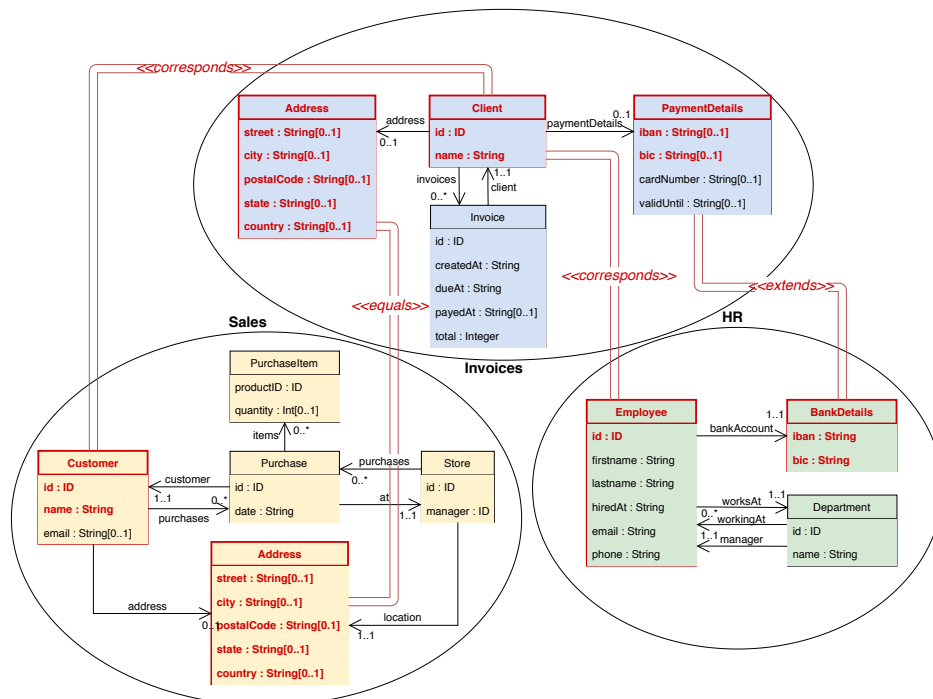 <<corresponds>>
Address
street : String[0..1]
city : String[0..1]
postalCode : String[0..1]
state : String[0..1]
country : String[0..1]
address
0..1
Client
id : ID
name : String
paymentDetails
0..1
PaymentDetails
iban : String[0..1]
bic : String[0..1]
cardNumber : String[0..1]
validUntil : String[0..1]
invoices
0..*
1..1
client
Invoice
id : ID
createdAt : String
dueAt : String
payedAt : String[0..1]
total : Integer
<<corresponds>>
<<extends>>
<<equals>>
Sales
Invoices
HR
PurchaseItem
productID : ID
quantity : Int[0..1]
items
0..*
Customer
id : ID
name : String
email : String[0..1]
customer
1..1
0..*
purchases
Purchase
id : ID
date : String
purchases
0..*
at
1..1
Store
id : ID
manager : ID
address
0..1
Address
street : String[0..1]
city : String[0..1]
postalCode : String[0.1]
state : String[0..1]
country : String[0..1]
location
1..1
Employee
id : ID
firstname : String
lastname : String
hiredAt : String
email : String
phone : String
bankAccount
1..1
BankDetails
iban : String
bic : String
worksAt
1..1
0..*
workingAt
1..1
manager
Department
id : ID
name : String